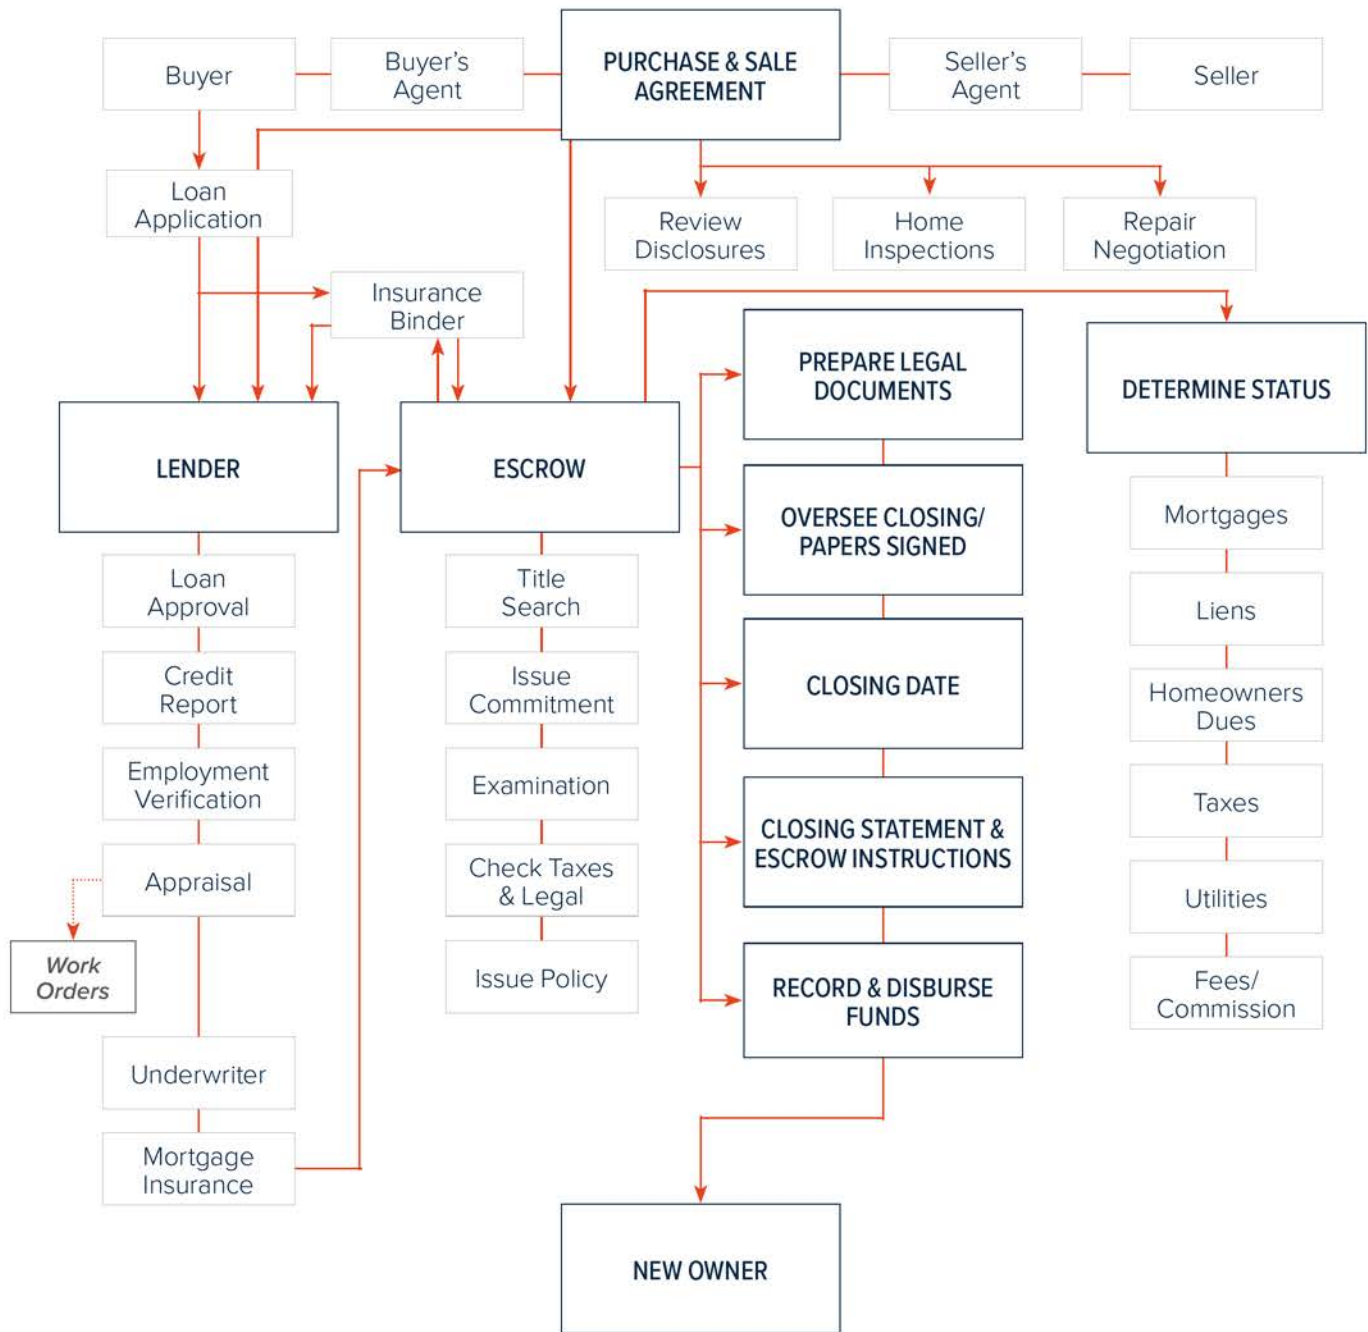 Buyer
Buyer's
Agent
PURCHASE & SALE
AGREEMENT
Seller's
Agent
Seller
Loan
Application
Review
Disclosures
Home
Inspections
Repair
Negotiation
Insurance
Binder
LENDER
ESCROW
PREPARE LEGAL
DOCUMENTS
DETERMINE STATUS
OVERSEE CLOSING/
PAPERS SIGNED
CLOSING DATE
CLOSING STATEMENT &
ESCROW INSTRUCTIONS
RECORD & DISBURSE
FUNDS
Loan
Approval
Credit
Report
Employment
Verification
Appraisal
Work
Orders
Underwriter
Mortgage
Insurance
Title
Search
Issue
Commitment
Examination
Check Taxes
& Legal
Issue Policy
Mortgages
Liens
Homeowners
Dues
Taxes
Utilities
Fees/
Commission
NEW OWNER